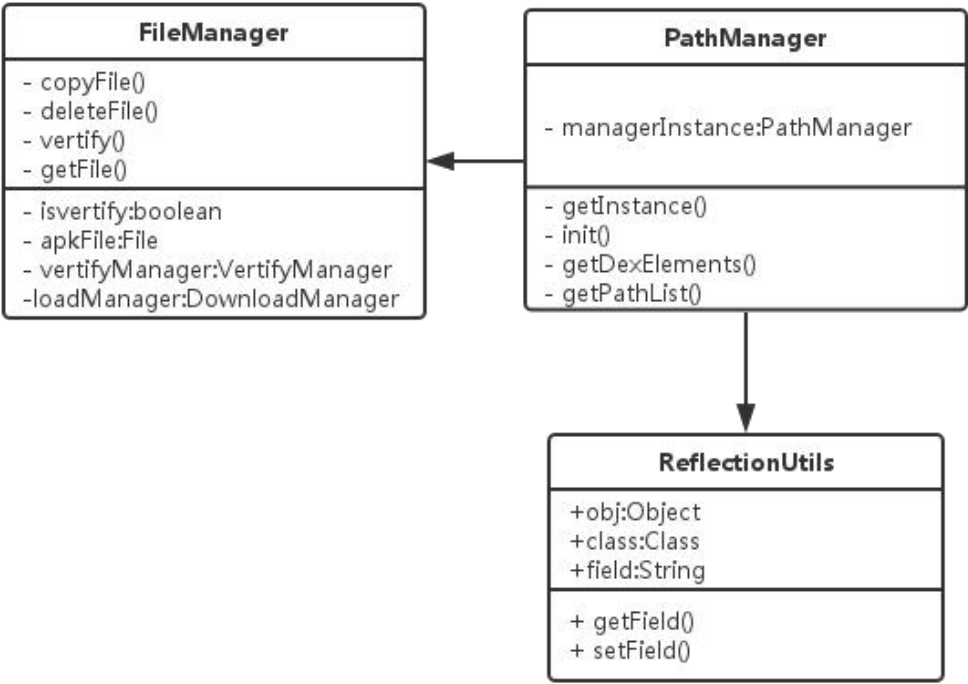 FileManager
- copyFile()
- deleteFile()
- vertify()
- getFile()
- isvertify:boolean
- apkFile:File
- vertifyManager:VertifyManager
-loadManager:DownloadManager
PathManager
- managerInstance:PathManager
- getInstance()
- init()
- getDexElements()
- getPathList()
ReflectionUtils
+obj:Object
+class:Class
+field:String
+ getField()
+ setField()